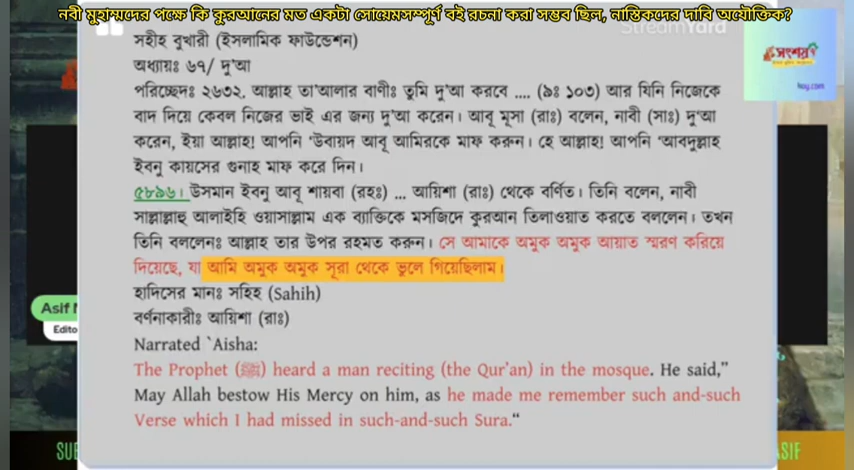 নবী মুহাম্মদের পক্ষে কি কুরআনের মত একটা সোয়েমসম্পূর্ণ বই রচনা করা সম্ভব ছিল, নাস্তিকদের দাবি অযৌক্তিক?
StreamYard
সহীহ বুখারী (ইসলামিক ফাউন্ডেশন)
অধ্যায়ঃ ৬৭/ দু'আ
পরিচ্ছেদঃ ২৬৩২. আল্লাহ তা'আলার বাণীঃ তুমি দু'আ করবে .... (৯ঃ ১০৩) আর যিনি নিজেকে
বাদ দিয়ে কেবল নিজের ভাই এর জন্য দু'আ করেন। আবূ মূসা (রাঃ) বলেন, নাবী (সাঃ) দু'আ
করেন, ইয়া আল্লাহ! আপনি 'উবায়দ আবূ আমিরকে মাফ করুন। হে আল্লাহ! আপনি 'আবদুল্লাহ
ইবনু কায়সের গুনাহ মাফ করে দিন।
৫৮৯৬। উসমান ইবনু আবূ শায়বা (রহঃ) ... আয়িশা (রাঃ) থেকে বর্ণিত। তিনি বলেন, নাবী
সাল্লাল্লাহু আলাইহি ওয়াসাল্লাম এক ব্যাক্তিকে মসজিদে কুরআন তিলাওয়াত করতে বললেন। তখন
তিনি বললেনঃ আল্লাহ তার উপর রহমত করুন। সে আমাকে অমুক অমুক আয়াত স্মরণ করিয়ে
দিয়েছে, যা আমি অমুক অমুক সূরা থেকে ভুলে গিয়েছিলাম।
হাদিসের মানঃ সহিহ (Sahih)
বর্ণনাকারীঃ আয়িশা (রাঃ)
Narrated `Aisha:
The Prophet (ﷺ) heard a man reciting (the Qur'an) in the mosque. He said,"
May Allah bestow His Mercy on him, as he made me remember such and-such
Verse which I had missed in such-and-such Sura."
সংশয়
Asif
Edito
SUB
ASIF